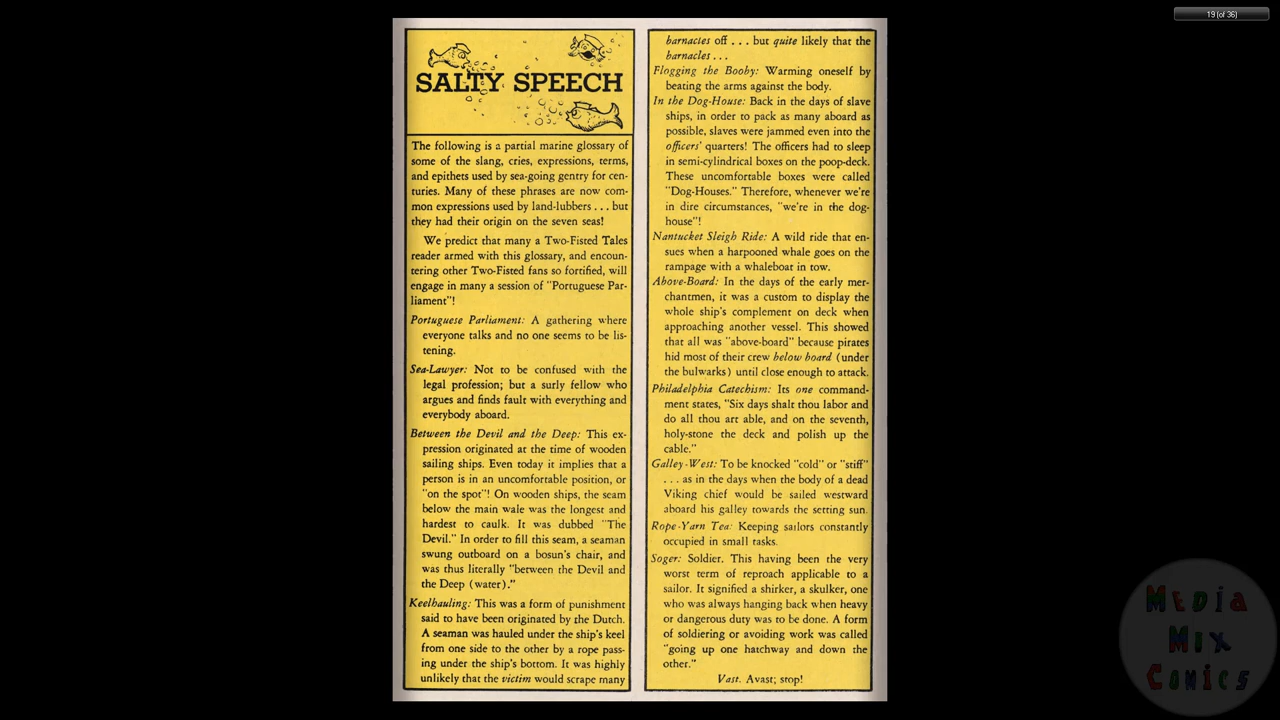 19 (of 36)
SALTY SPEECH
The following is a partial marine glossary of
some of the slang, cries, expressions, terms,
and epithets used by sea-going gentry for cen-
turies. Many of these phrases are now com-
mon expressions used by land-lubbers . . . but
they had their origin on the seven seas!
We predict that many a Two-Fisted Tales
reader armed with this glossary, and encoun-
tering other Two-Fisted fans so fortified, will
engage in many a session of "Portuguese Par-
liament"!
Portuguese Parliament: A gathering where
everyone talks and no one seems to be lis-
tening.
Sea-Lawyer: Not to be confused with the
legal profession; but a surly fellow who
argues and finds fault with everything and
everybody aboard.
Between the Devil and the Deep: This ex-
pression originated at the time of wooden
sailing ships. Even today it implies that a
person is in an uncomfortable position, or
"on the spot"! On wooden ships, the seam
below the main wale was the longest and
hardest to caulk. It was dubbed "The
Devil." In order to fill this seam, a seaman
swung outboard on a bosun's chair, and
was thus literally "between the Devil and
the Deep (water)."
Keelhauling: This was a form of punishment
said to have been originated by the Dutch.
A seaman was hauled under the ship's keel
from one side to the other by a rope pass-
ing under the ship's bottom. It was highly
unlikely that the victim would scrape many
barnacles off . . . but quite likely that the
barnacles . . .
Flogging the Booby: Warming oneself by
beating the arms against the body.
In the Dog-House: Back in the days of slave
ships, in order to pack as many aboard as
possible, slaves were jammed even into the
officers' quarters! The officers had to sleep
in semi-cylindrical boxes on the poop-deck.
These uncomfortable boxes were called
"Dog-Houses." Therefore, whenever we're
in dire circumstances, "we're in the dog-
house"!
Nantucket Sleigh Ride: A wild ride that en-
sues when a harpooned whale goes on the
rampage with a whaleboat in tow.
Above-Board: In the days of the early mer-
chantmen, it was a custom to display the
whole ship's complement on deck when
approaching another vessel. This showed
that all was "above-board" because pirates
hid most of their crew below board (under
the bulwarks) until close enough to attack.
Philadelphia Catechism: Its one command-
ment states, "Six days shalt thou labor and
do all thou art able, and on the seventh,
holy-stone the deck and polish up the
cable."
Galley-West: To be knocked "cold" or "stiff"
. . . as in the days when the body of a dead
Viking chief would be sailed westward
aboard his galley towards the setting sun.
Rope-Yarn Tea: Keeping sailors constantly
occupied in small tasks.
Soger: Soldier. This having been the very
worst term of reproach applicable to a
sailor. It signified a shirker, a skulker, one
who was always hanging back when heavy
or dangerous duty was to be done. A form
of soldiering or avoiding work was called
"going up one hatchway and down the
other."
Vast. Avast; stop!
Media
Mix
Comics